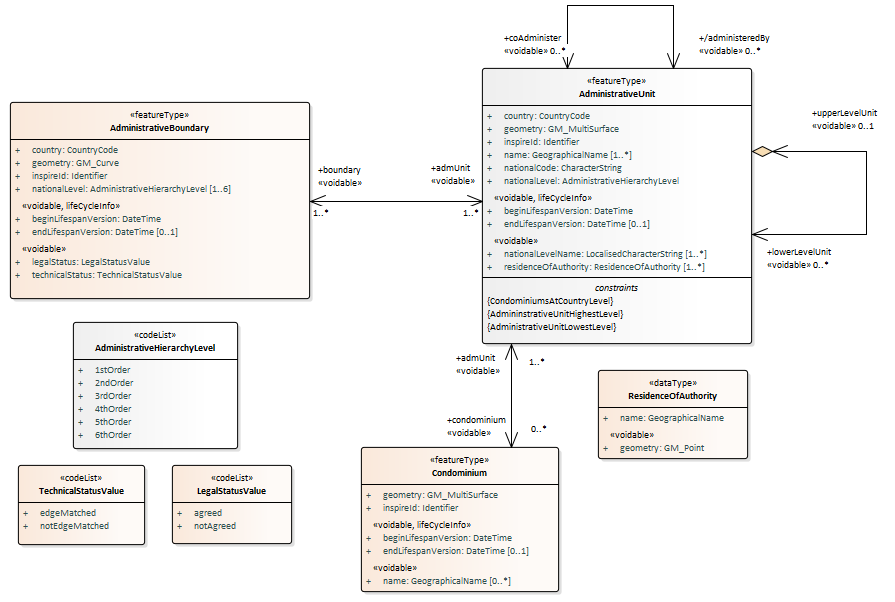 +coAdminister
«voidable» 0..*
+/administeredBy
«voidable» 0..*
«featureType»
AdministrativeUnit
+ country: CountryCode
+ geometry: GM_MultiSurface
+ inspireId: Identifier
+ name: GeographicalName [1..*]
+ nationalCode: CharacterString
+ nationalLevel: AdministrativeHierarchyLevel
«voidable, lifeCycleInfo»
+ beginLifespanVersion: DateTime
+ endLifespanVersion: DateTime [0..1]
«voidable»
+ nationalLevelName: LocalisedCharacterString [1..*]
+ residenceOfAuthority: ResidenceOfAuthority [1..*]
constraints
{CondominiumsAtCountryLevel}
{AdmininstrativeUnitHighestLevel}
{AdministrativeUnitLowestLevel}
+upperLevelUnit
«voidable» 0..1
+lowerLevelUnit
«voidable» 0..*
«featureType»
AdministrativeBoundary
+ country: CountryCode
+ geometry: GM_Curve
+ inspireId: Identifier
+ nationalLevel: AdministrativeHierarchyLevel [1..6]
«voidable, lifeCycleInfo»
+ beginLifespanVersion: DateTime
+ endLifespanVersion: DateTime [0..1]
«voidable»
+ legalStatus: LegalStatusValue
+ technicalStatus: TechnicalStatusValue
+boundary
«voidable»
1..*
+admUnit
«voidable»
1..*
«codeList»
AdministrativeHierarchyLevel
+ 1stOrder
+ 2ndOrder
+ 3rdOrder
+ 4thOrder
+ 5thOrder
+ 6thOrder
+admUnit
«voidable»
1..*
+condominium
«voidable»
0..*
«dataType»
ResidenceOfAuthority
+ name: GeographicalName
«voidable»
+ geometry: GM_Point
«codeList»
TechnicalStatusValue
+ edgeMatched
+ notEdgeMatched
«codeList»
LegalStatusValue
+ agreed
+ notAgreed
«featureType»
Condominium
+ geometry: GM_MultiSurface
+ inspireId: Identifier
«voidable, lifeCycleInfo»
+ beginLifespanVersion: DateTime
+ endLifespanVersion: DateTime [0..1]
«voidable»
+ name: GeographicalName [0..*]